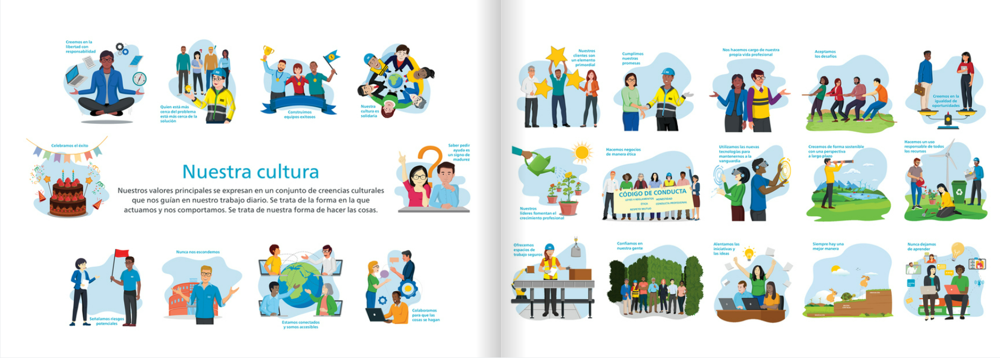 Creemos en la
libertad con
responsabilidad
Quien está más
cerca del problema
está más cerca de la
solución
Construimos
equipos exitosos
Nuestra
cultura es
solidaria
Celebramos el éxito
Nuestra cultura
Nuestros valores principales se expresan en un conjunto de creencias culturales
que nos guían en nuestro trabajo diario. Se trata de la forma en la que
actuamos y nos comportamos. Se trata de nuestra forma de hacer las cosas.
Saber pedir
ayuda es
un signo de
madurez
Señalamos riesgos
potenciales
Nunca nos escondemos
Estamos conectados
y somos accesibles
Colaboramos
para que las
cosas se hagan
Nuestros
clientes son
un elemento
primordial
Cumplimos
nuestras
promesas
Nos hacemos cargo de nuestra
propia vida profesional
Aceptamos
los desafíos
Creemos en la
igualdad de
oportunidades
Nuestros
líderes fomentan el
crecimiento profesional
Hacemos negocios
de manera ética
CÓDIGO DE CONDUCTA
LEYES Y REGLAMENTOS HONESTIDAD
ÉTICA CONDUCTA PROFESIONAL
RESPETO MUTUO
Utilizamos las nuevas
tecnologías para
mantenernos a la
vanguardia
Crecemos de forma sostenible
con una perspectiva
a largo plazo
Hacemos un uso
responsable de todos
los recursos
Ofrecemos
espacios de
trabajo seguros
Confiamos en
nuestra gente
Alentamos las
iniciativas y
las ideas
Siempre hay una
mejor manera
Nunca dejamos
de aprender